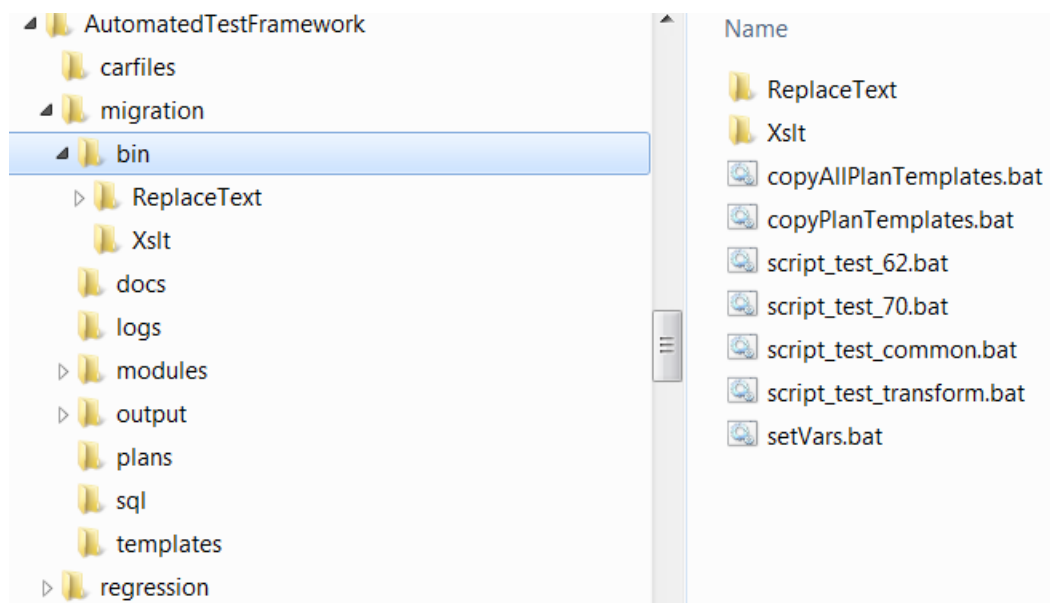 AutomatedTestFramework
carfiles
migration
bin
ReplaceText
Xslt
docs
logs
modules
output
plans
sql
templates
regression
Name
ReplaceText
Xslt
copyAllPlanTemplates.bat
copyPlanTemplates.bat
script_test_62.bat
script_test_70.bat
script_test_common.bat
script_test_transform.bat
setVars.bat